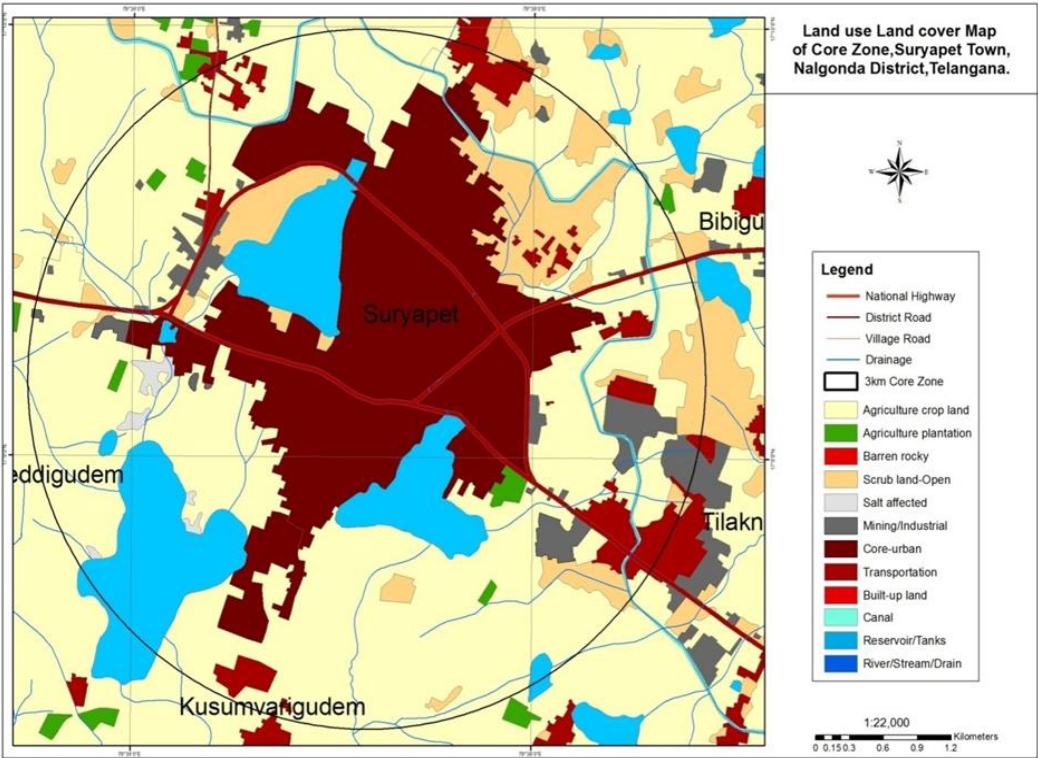 Land use Land cover Map
of Core Zone,Suryapet Town,
Nalgonda District,Telangana.
N
W E
S
Bibigu
Suryapet
eddigudem
Tilakn
Kusumvarigudem
Legend
National Highway
District Road
Village Road
Drainage
3km Core Zone
Agriculture crop land
Agriculture plantation
Barren rocky
Scrub land-Open
Salt affected
Mining/Industrial
Core-urban
Transportation
Built-up land
Canal
Reservoir/Tanks
River/Stream/Drain
1:22,000
Kilometers
0 0.15 0.3 0.6 0.9 1.2